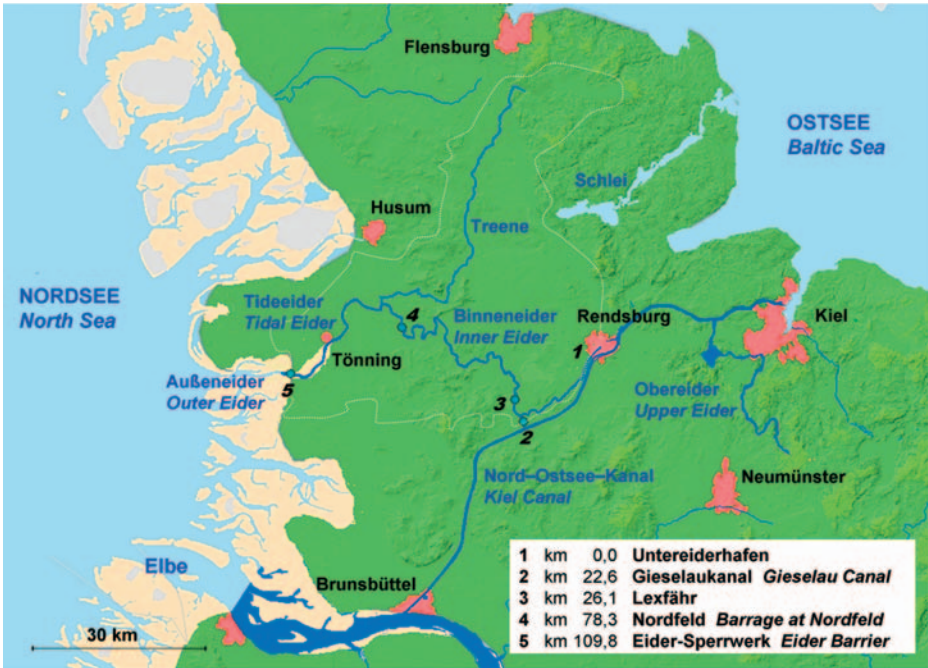 Flensburg
OSTSEE
Baltic Sea
Schlei
Husum
Treene
NORDSEE
North Sea
Tideeider
Tidal Eider
4
Binneneider
Inner Eider
Rendsburg
Kiel
1
Tönning
Außeneider
Outer Eider
5
3
2
Obereider
Upper Eider
Nord–Ostsee–Kanal
Kiel Canal
Neumünster
Elbe
Brunsbüttel
30 km
1 km 0,0 Untereiderhafen
2 km 22,6 Gieselaukanal Gieselau Canal
3 km 26,1 Lexfähr
4 km 78,3 Nordfeld Barrage at Nordfeld
5 km 109,8 Eider-Sperrwerk Eider Barrier